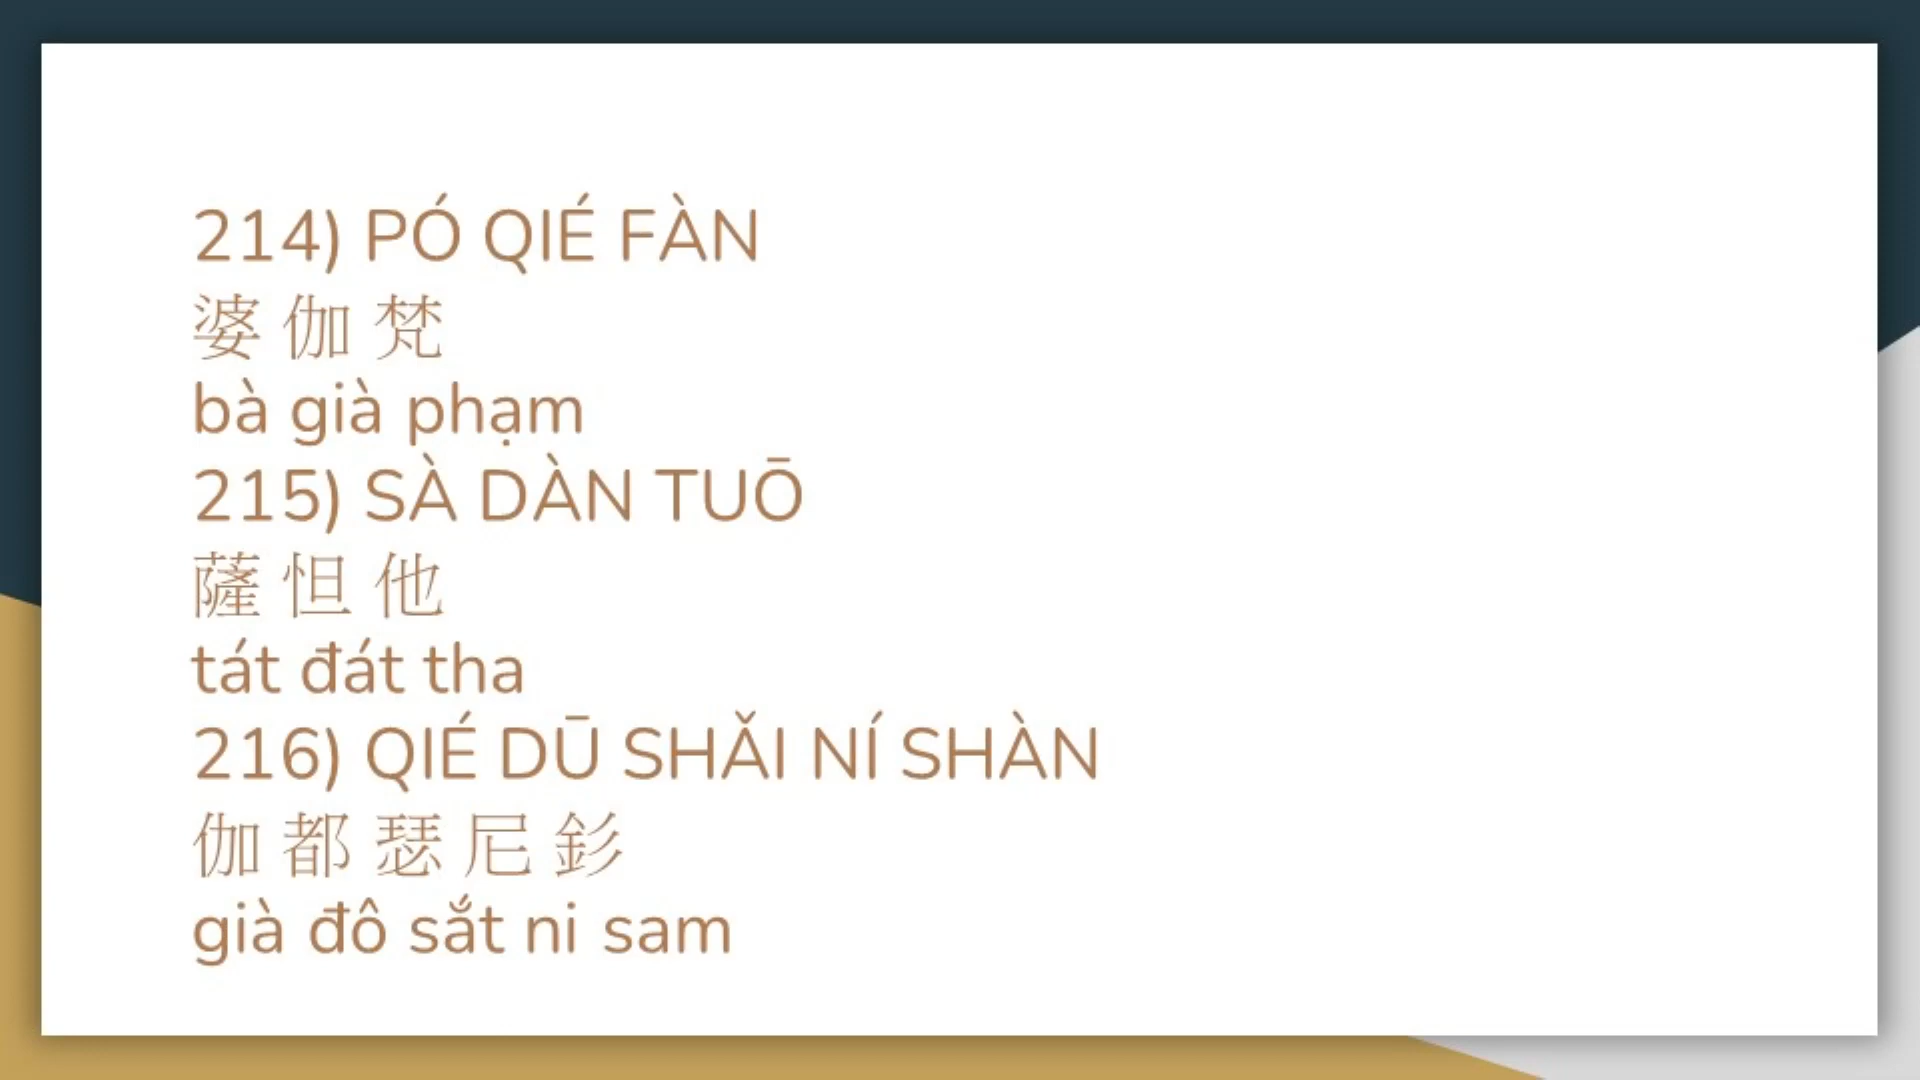 214) PÓ QIÉ FÀN
婆 伽 梵
bà già phạm
215) SÀ DÀN TUŌ
薩 怛 他
tát đát tha
216) QIÉ DŪ SHǍI NÍ SHÀN
伽 都 瑟 尼 釤
già đô sắt ni sam